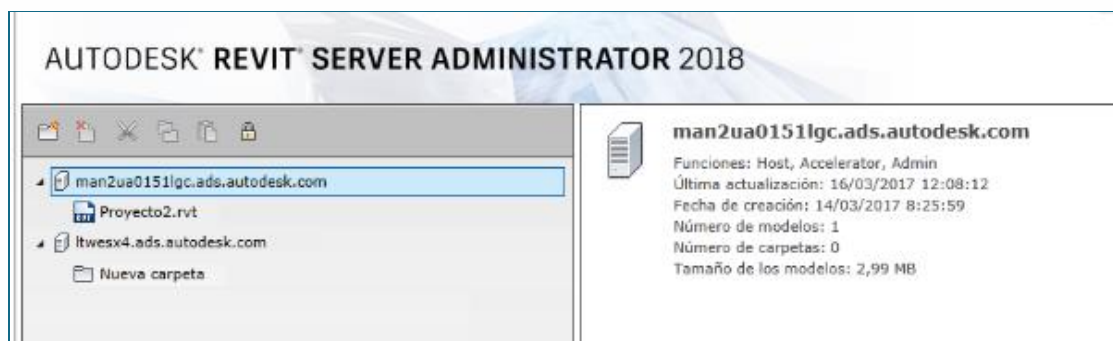 AUTODESK® REVIT® SERVER ADMINISTRATOR 2018
man2ua0151lgc.ads.autodesk.com
Proyecto2.rvt
ltwesx4.ads.autodesk.com
Nueva carpeta
man2ua0151lgc.ads.autodesk.com
Funciones: Host, Accelerator, Admin
Última actualización: 16/03/2017 12:08:12
Fecha de creación: 14/03/2017 8:25:59
Número de modelos: 1
Número de carpetas: 0
Tamaño de los modelos: 2,99 MB